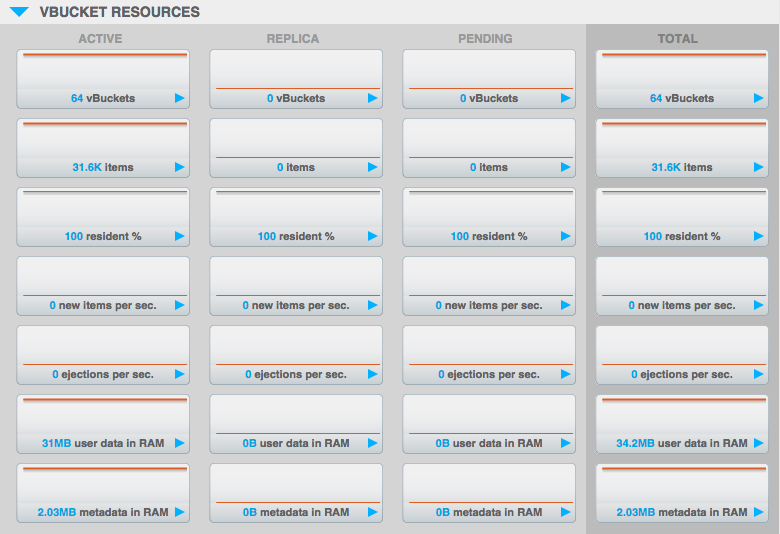 VBUCKET RESOURCES
ACTIVE REPLICA PENDING TOTAL
64 vBuckets 0 vBuckets 0 vBuckets 64 vBuckets
31.6K items 0 items 0 items 31.6K items
100 resident % 100 resident % 100 resident % 100 resident %
0 new items per sec. 0 new items per sec. 0 new items per sec. 0 new items per sec.
0 ejections per sec. 0 ejections per sec. 0 ejections per sec. 0 ejections per sec.
31MB user data in RAM 0B user data in RAM 0B user data in RAM 34.2MB user data in RAM
2.03MB metadata in RAM 0B metadata in RAM 0B metadata in RAM 2.03MB metadata in RAM